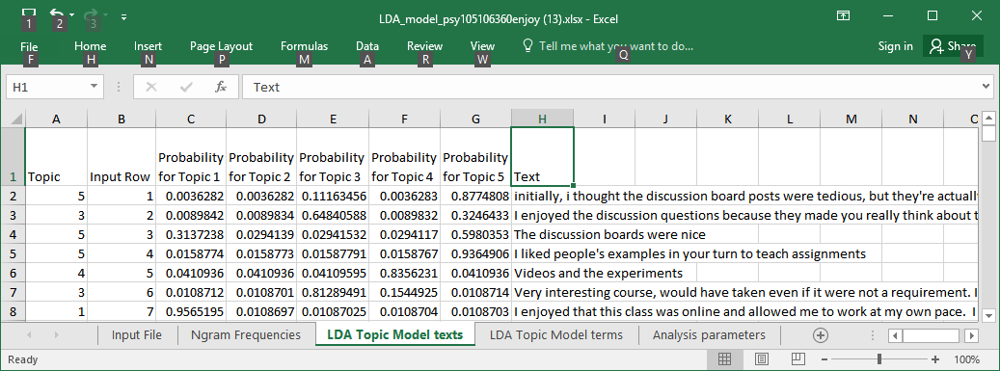 1 2 3 LDA_model_psy105106360enjoy (13).xlsx - Excel
File Home Insert Page Layout Formulas Data Review View Tell me what you want to do... Sign in Share
F H N P M A R W Q Y
H1 fx Text
A B C D E F G H I J K L M N O
Probability Probability Probability Probability Probability
1 Topic Input Row for Topic 1 for Topic 2 for Topic 3 for Topic 4 for Topic 5 Text
2 5 1 0.0036282 0.0036282 0.11163456 0.0036283 0.8774808 initially, i thought the discussion board posts were tedious, but they're actually
3 3 2 0.0089842 0.0089834 0.64840588 0.0089832 0.3246433 I enjoyed the discussion questions because they made you really think about t
4 5 3 0.3137238 0.0294139 0.02941532 0.0294117 0.5980353 The discussion boards were nice
5 5 4 0.0158774 0.0158773 0.01587791 0.0158767 0.9364906 I liked people's examples in your turn to teach assignments
6 4 5 0.0410936 0.0410936 0.04109595 0.8356231 0.0410936 Videos and the experiments
7 3 6 0.0108712 0.0108701 0.81289491 0.1544925 0.0108714 Very interesting course, would have taken even if it were not a requirement. I
8 1 7 0.9565195 0.0108697 0.01087025 0.0108704 0.0108703 I enjoyed that this class was online and allowed me to work at my own pace. I
Input File Ngram Frequencies LDA Topic Model texts LDA Topic Model terms Analysis parameters
Ready 100%